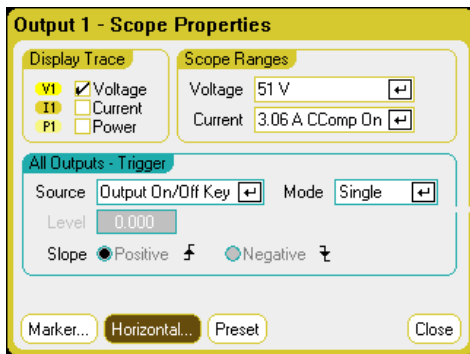 Output 1 - Scope Properties
Display Trace
V1 Voltage
I1 Current
P1 Power
Scope Ranges
Voltage 51 V
Current 3.06 A CComp On
All Outputs - Trigger
Source Output On/Off Key Mode Single
Level 0.000
Slope Positive Negative
Marker... Horizontal... Preset Close